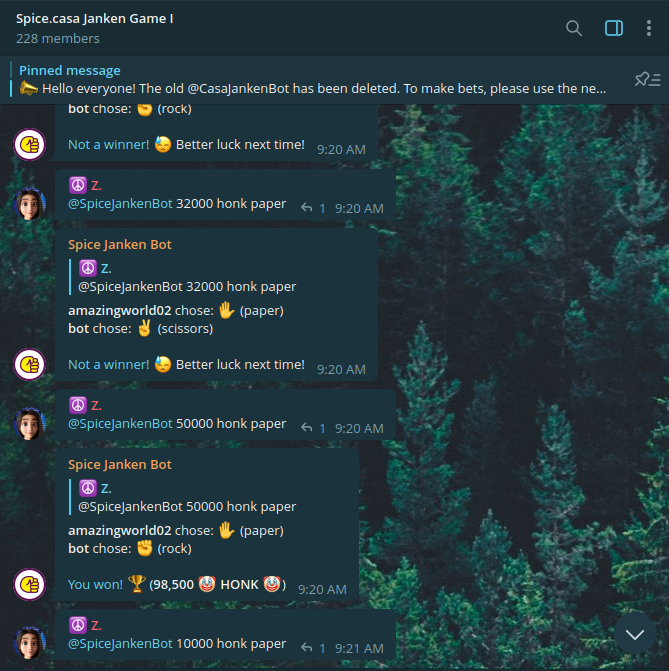 Spice.casa Janken Game I
228 members
Pinned message
📣 Hello everyone! The old @CasaJankenBot has been deleted. To make bets, please use the ne...
bot chose: ✊ (rock)
Not a winner! 😓 Better luck next time! 9:20 AM
☮️ Z.
@SpiceJankenBot 32000 honk paper 1 9:20 AM
Spice Janken Bot
☮️ Z.
@SpiceJankenBot 32000 honk paper
amazingworld02 chose: ✋ (paper)
bot chose: ✌️ (scissors)
Not a winner! 😓 Better luck next time! 9:20 AM
☮️ Z.
@SpiceJankenBot 50000 honk paper 1 9:20 AM
Spice Janken Bot
☮️ Z.
@SpiceJankenBot 50000 honk paper
amazingworld02 chose: ✋ (paper)
bot chose: ✊ (rock)
You won! 🏆 (98,500 🤡 HONK 🤡) 9:20 AM
☮️ Z.
@SpiceJankenBot 10000 honk paper 1 9:21 AM